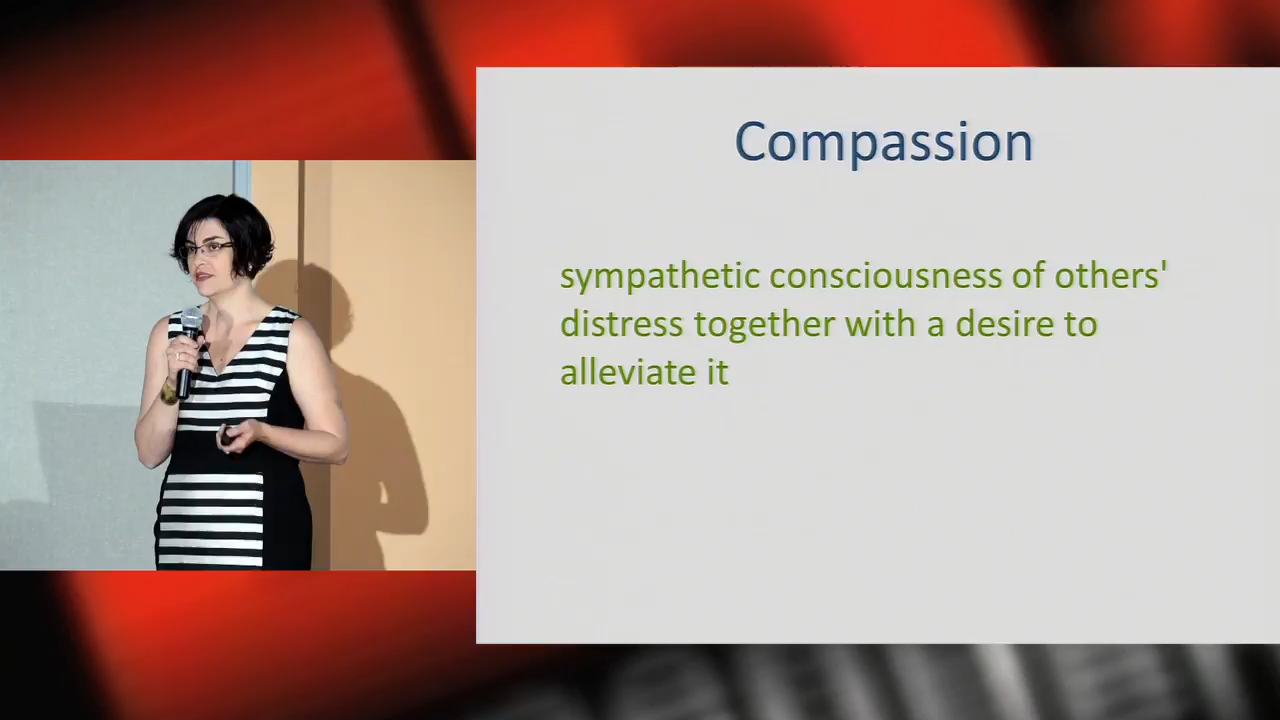 Compassion
sympathetic consciousness of others'
distress together with a desire to
alleviate it